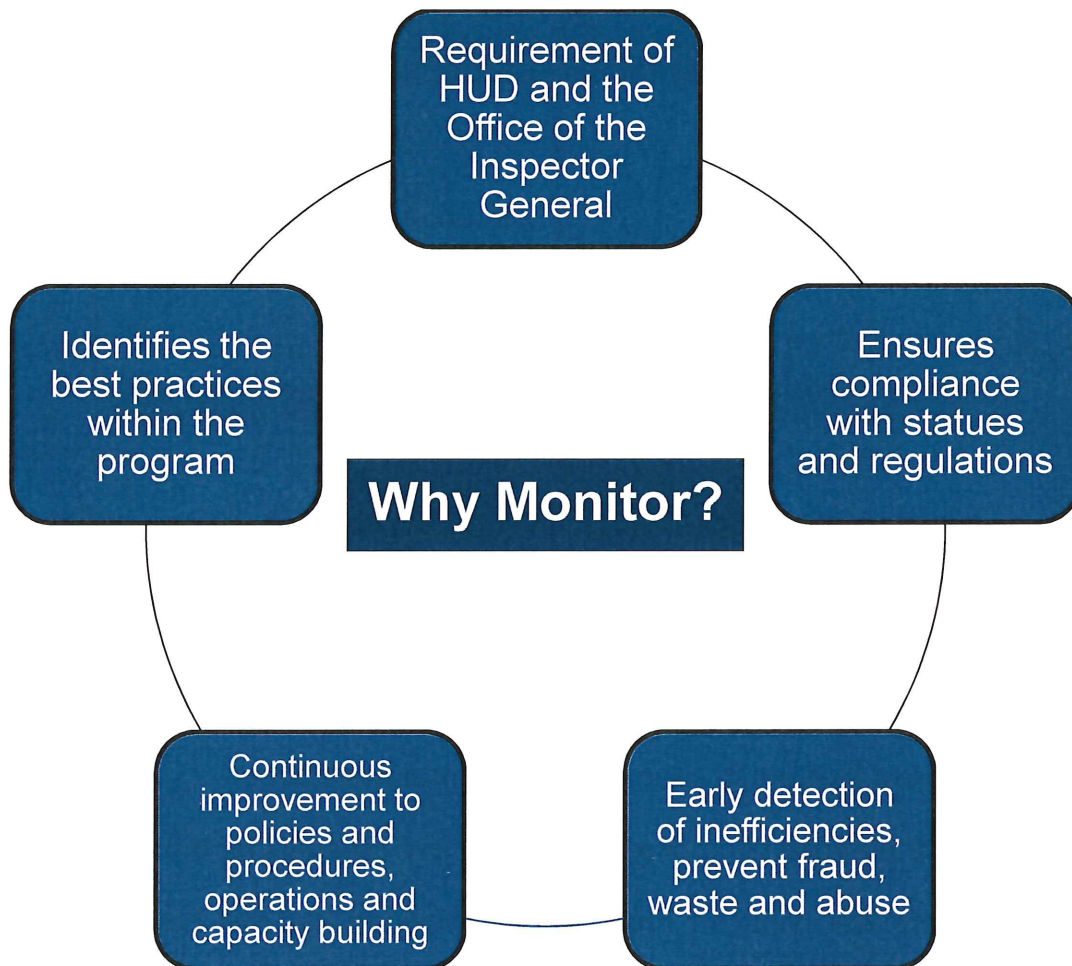 Requirement of
HUD and the
Office of the
Inspector
General
Ensures
compliance
with statues
and regulations
Early detection
of inefficiencies,
prevent fraud,
waste and abuse
Continuous
improvement to
policies and
procedures,
operations and
capacity building
Identifies the
best practices
within the
program
Why Monitor?